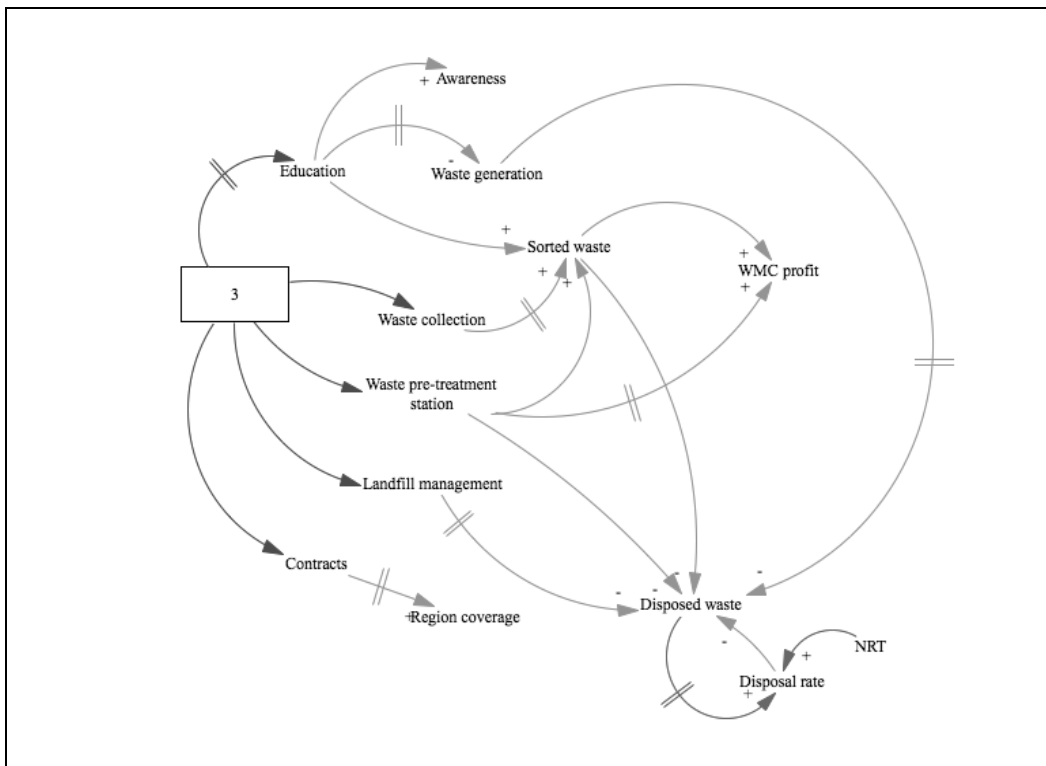 + Awareness
Education
-
Waste generation
+
Sorted waste
+
+
+
WMC profit
+
3
Waste collection
Waste pre-treatment
station
Landfill management
Contracts
+
Region coverage
-
-
-
-
Disposed waste
-
+
NRT
Disposal rate
+